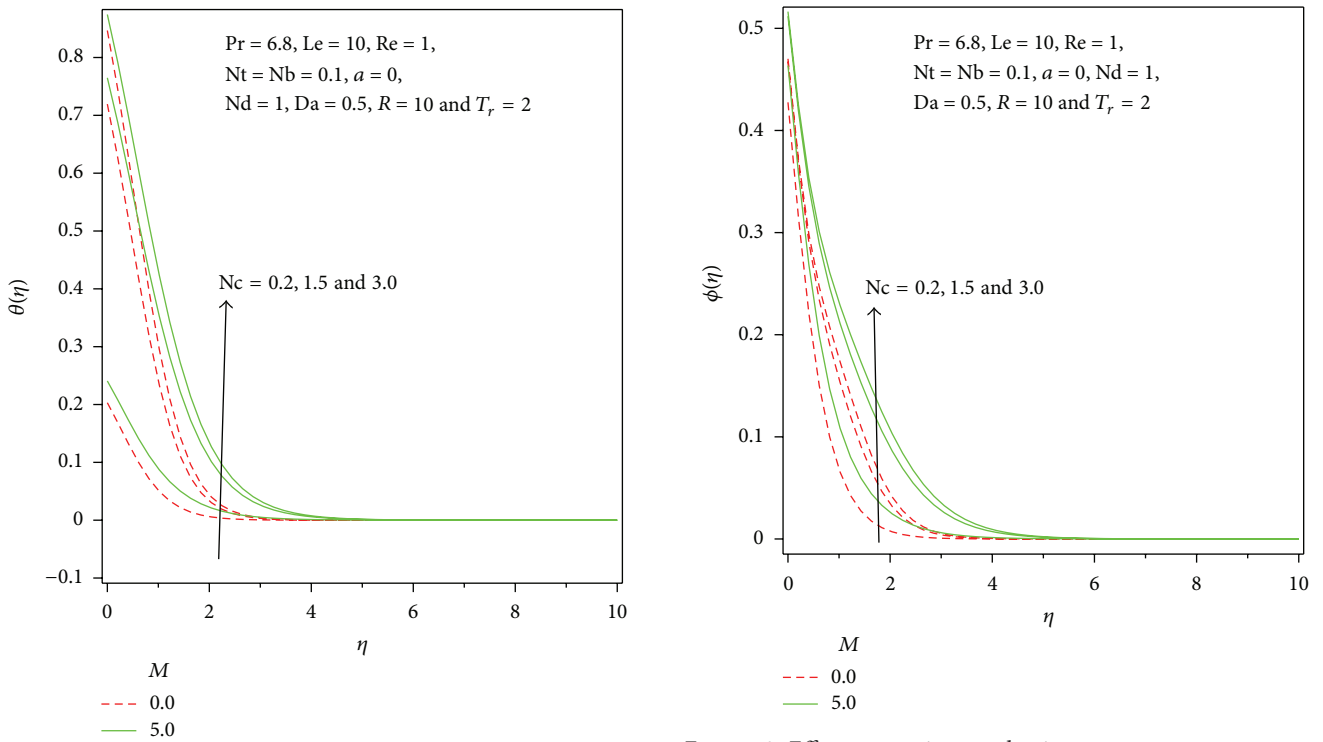 Pr = 6.8, Le = 10, Re = 1,
Nt = Nb = 0.1, a = 0,
Nd = 1, Da = 0.5, R = 10 and T_r = 2
Nc = 0.2, 1.5 and 3.0
θ(η)
0.8
0.7
0.6
0.5
0.4
0.3
0.2
0.1
0
−0.1
0
2
4
6
8
10
η
M
0.0
5.0
Pr = 6.8, Le = 10, Re = 1,
Nt = Nb = 0.1, a = 0, Nd = 1,
Da = 0.5, R = 10 and T_r = 2
Nc = 0.2, 1.5 and 3.0
ϕ(η)
0.5
0.4
0.3
0.2
0.1
0
0
2
4
6
8
10
η
M
0.0
5.0